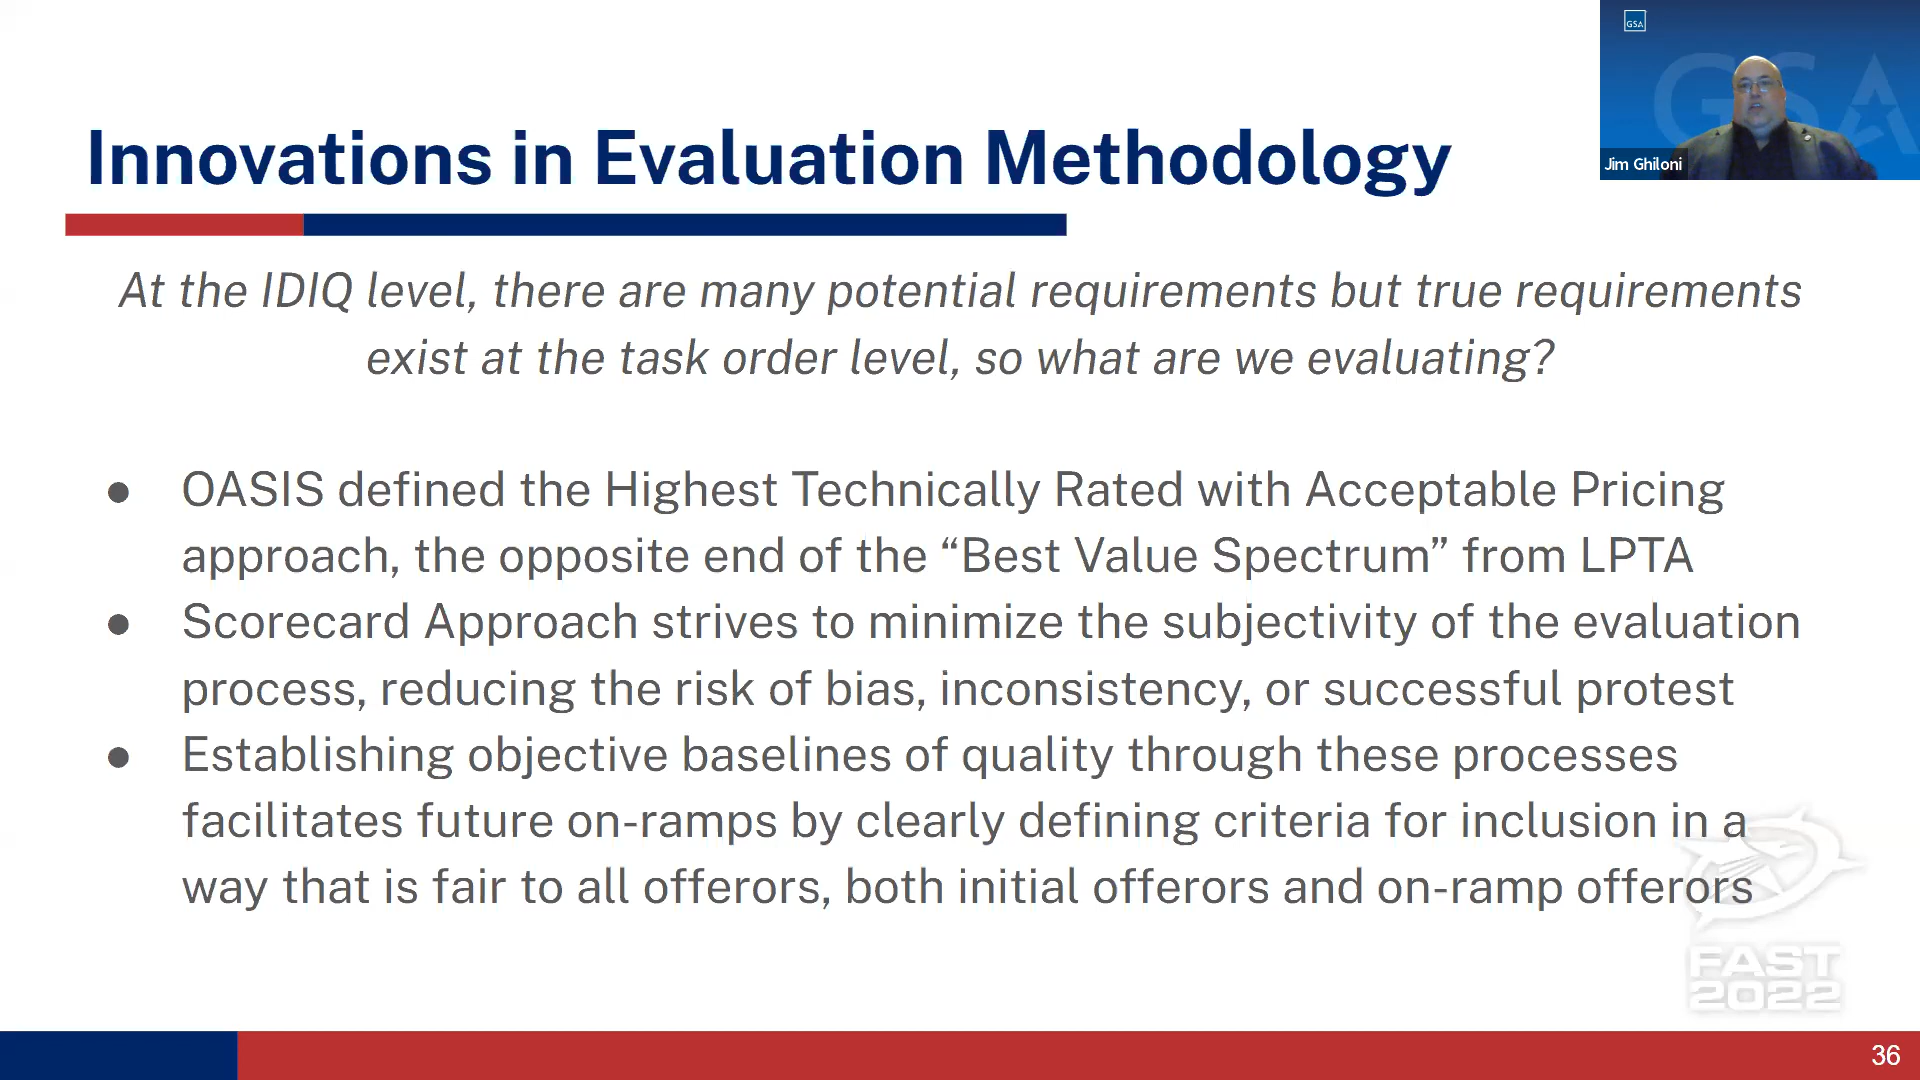 GSA
GSA
Jim Ghiloni
Innovations in Evaluation Methodology
At the IDIQ level, there are many potential requirements but true requirements
exist at the task order level, so what are we evaluating?
● OASIS defined the Highest Technically Rated with Acceptable Pricing
approach, the opposite end of the “Best Value Spectrum” from LPTA
● Scorecard Approach strives to minimize the subjectivity of the evaluation
process, reducing the risk of bias, inconsistency, or successful protest
● Establishing objective baselines of quality through these processes
facilitates future on-ramps by clearly defining criteria for inclusion in a
way that is fair to all offerors, both initial offerors and on-ramp offerors
FAST
2022
36